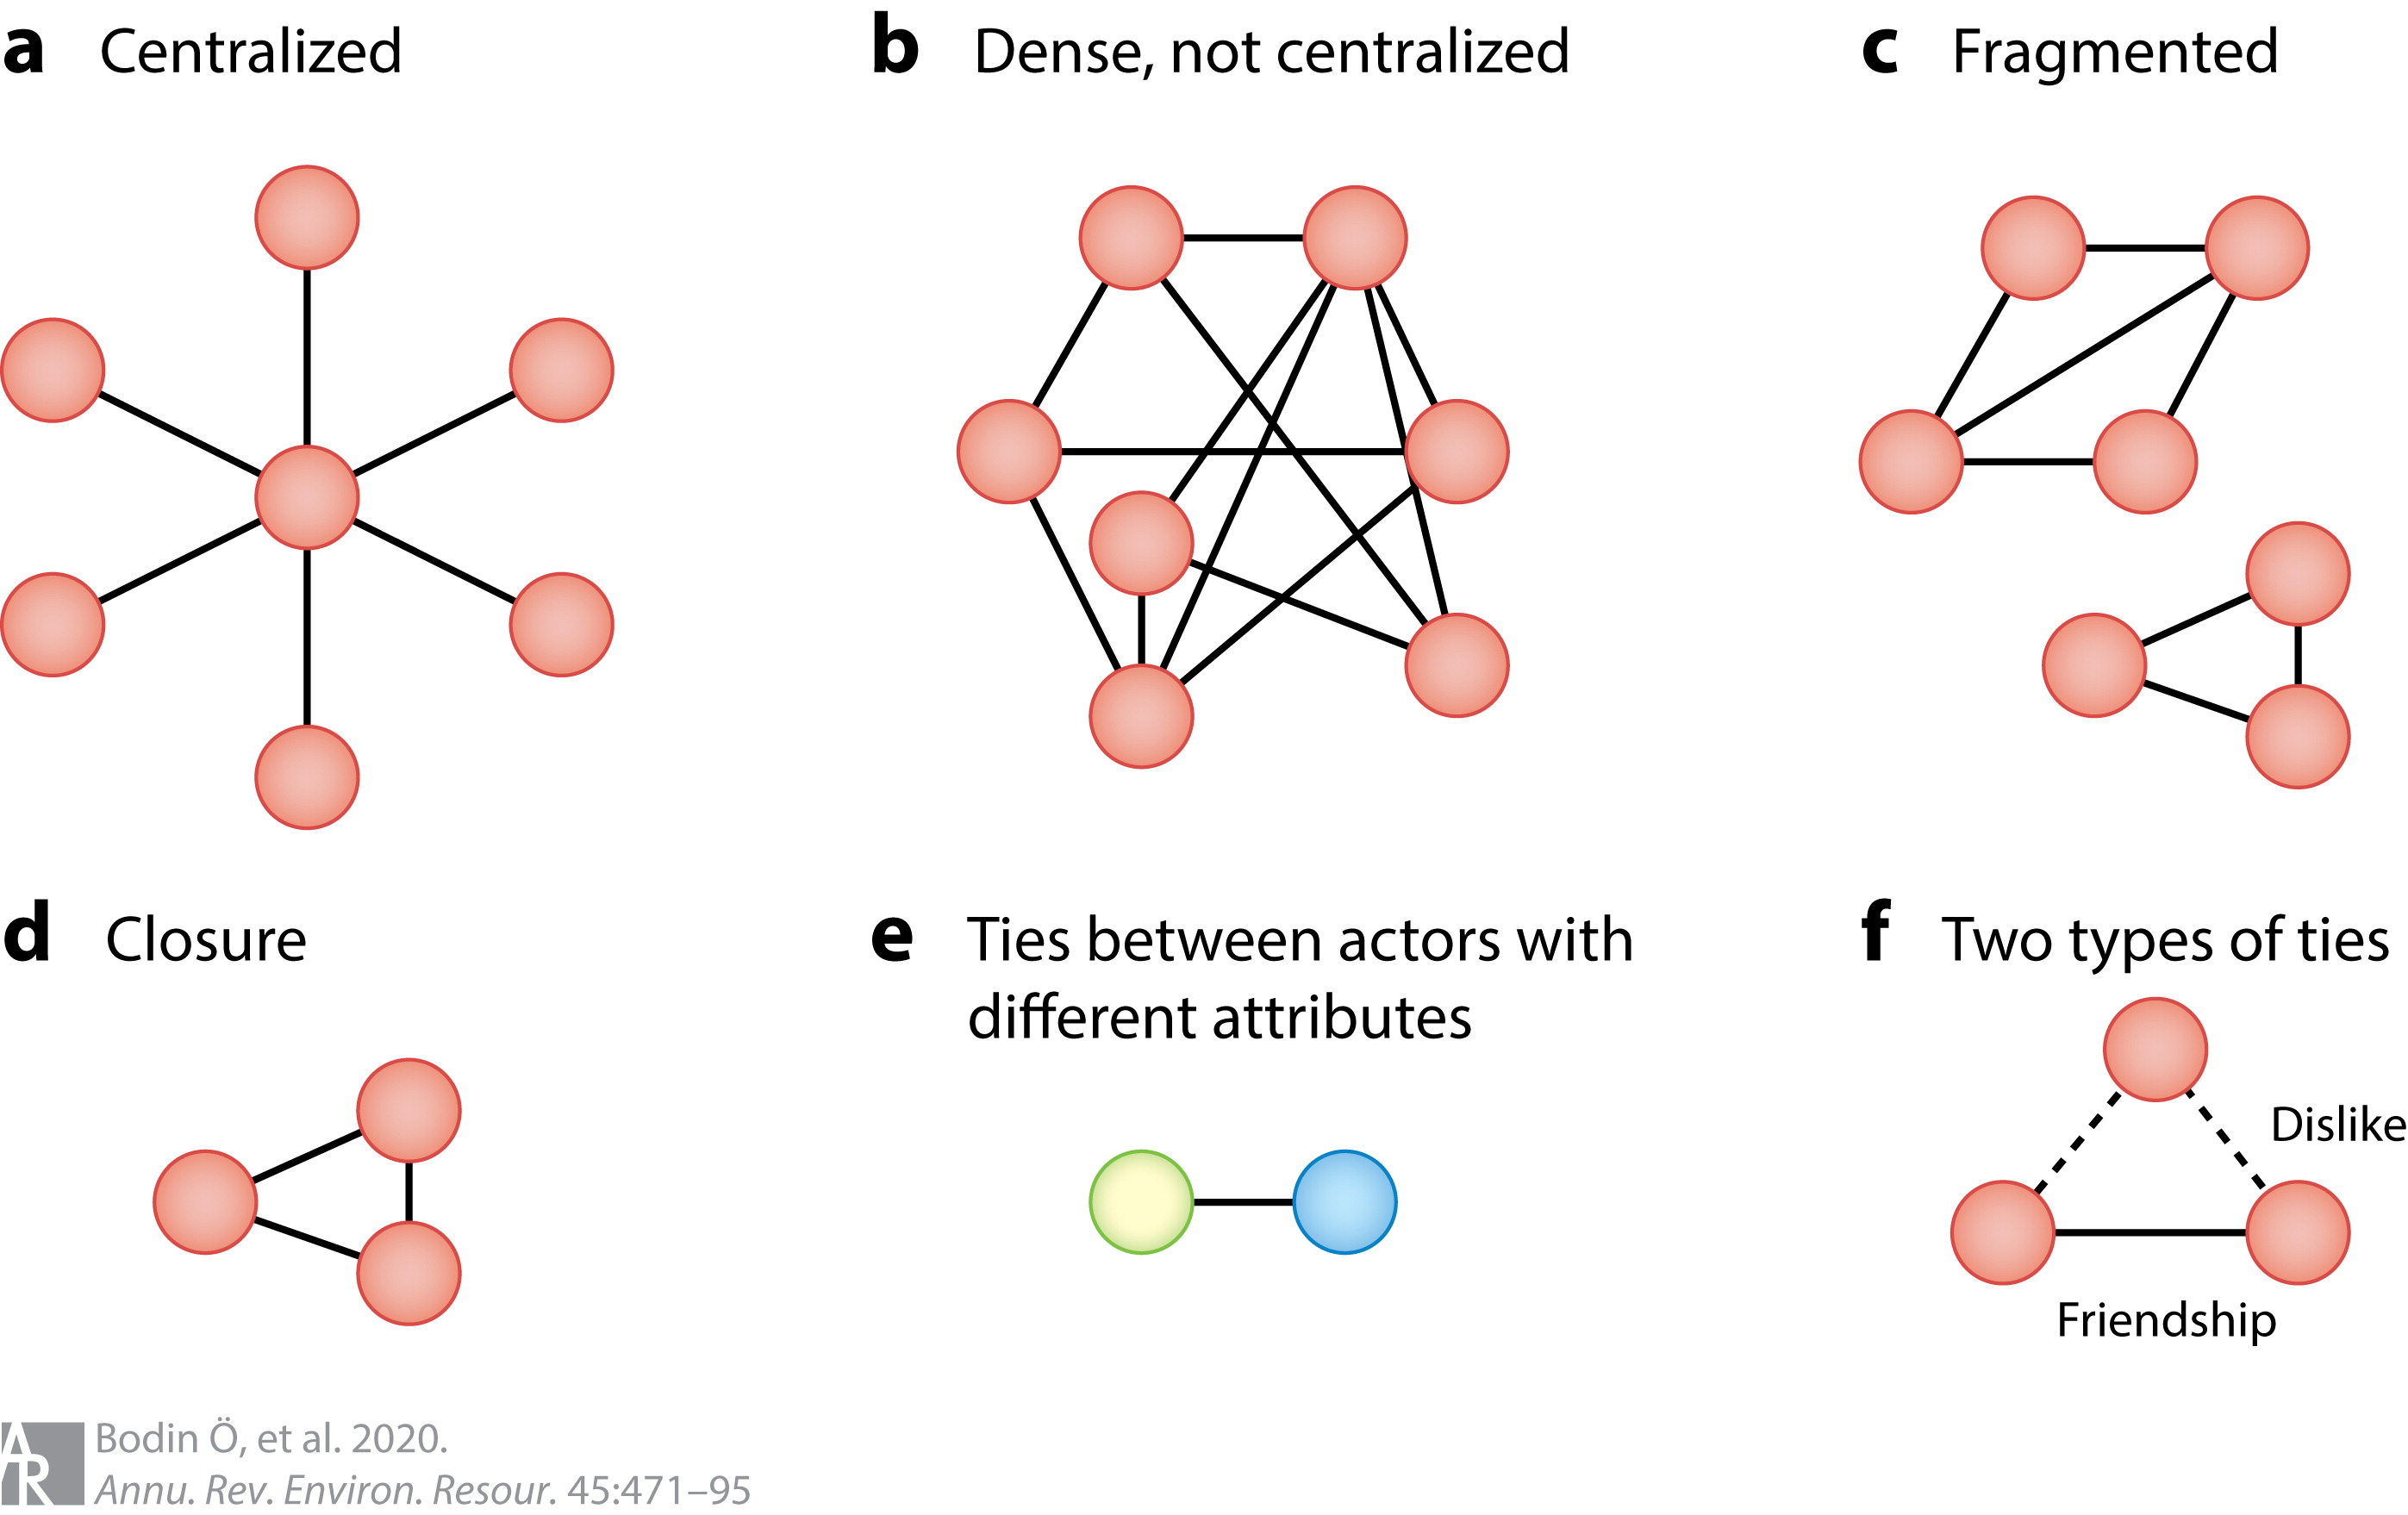 a Centralized
b Dense, not centralized
c Fragmented
d Closure
e Ties between actors with
different attributes
f Two types of ties
Dislike
Friendship
AR
Bodin Ö, et al. 2020.
Annu. Rev. Environ. Resour. 45:471–95